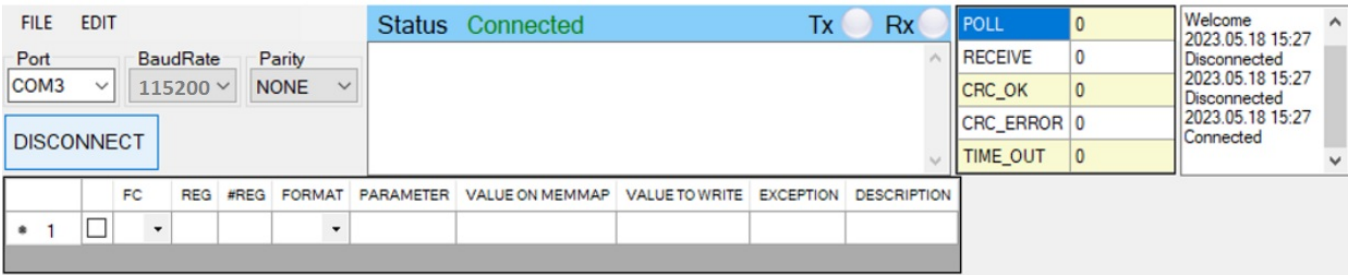 FILE EDIT
Port BaudRate Parity
COM3 115200 NONE
DISCONNECT
Status Connected Tx Rx
POLL 0
RECEIVE 0
CRC_OK 0
CRC_ERROR 0
TIME_OUT 0
Welcome
2023.05.18 15:27
Disconnected
2023.05.18 15:27
Disconnected
2023.05.18 15:27
Connected
FC REG #REG FORMAT PARAMETER VALUE ON MEMMAP VALUE TO WRITE EXCEPTION DESCRIPTION
* 1